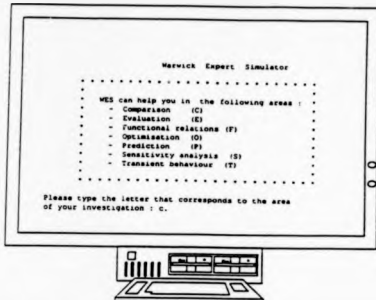 Warwick Expert Simulator
WES can help you in the following areas :
- Comparison (C)
- Evaluation (E)
- Functional relations (F)
- Optimisation (O)
- Prediction (P)
- Sensitivity analysis (S)
- Transient behaviour (T)
Please type the letter that corresponds to the area
of your investigation : c.